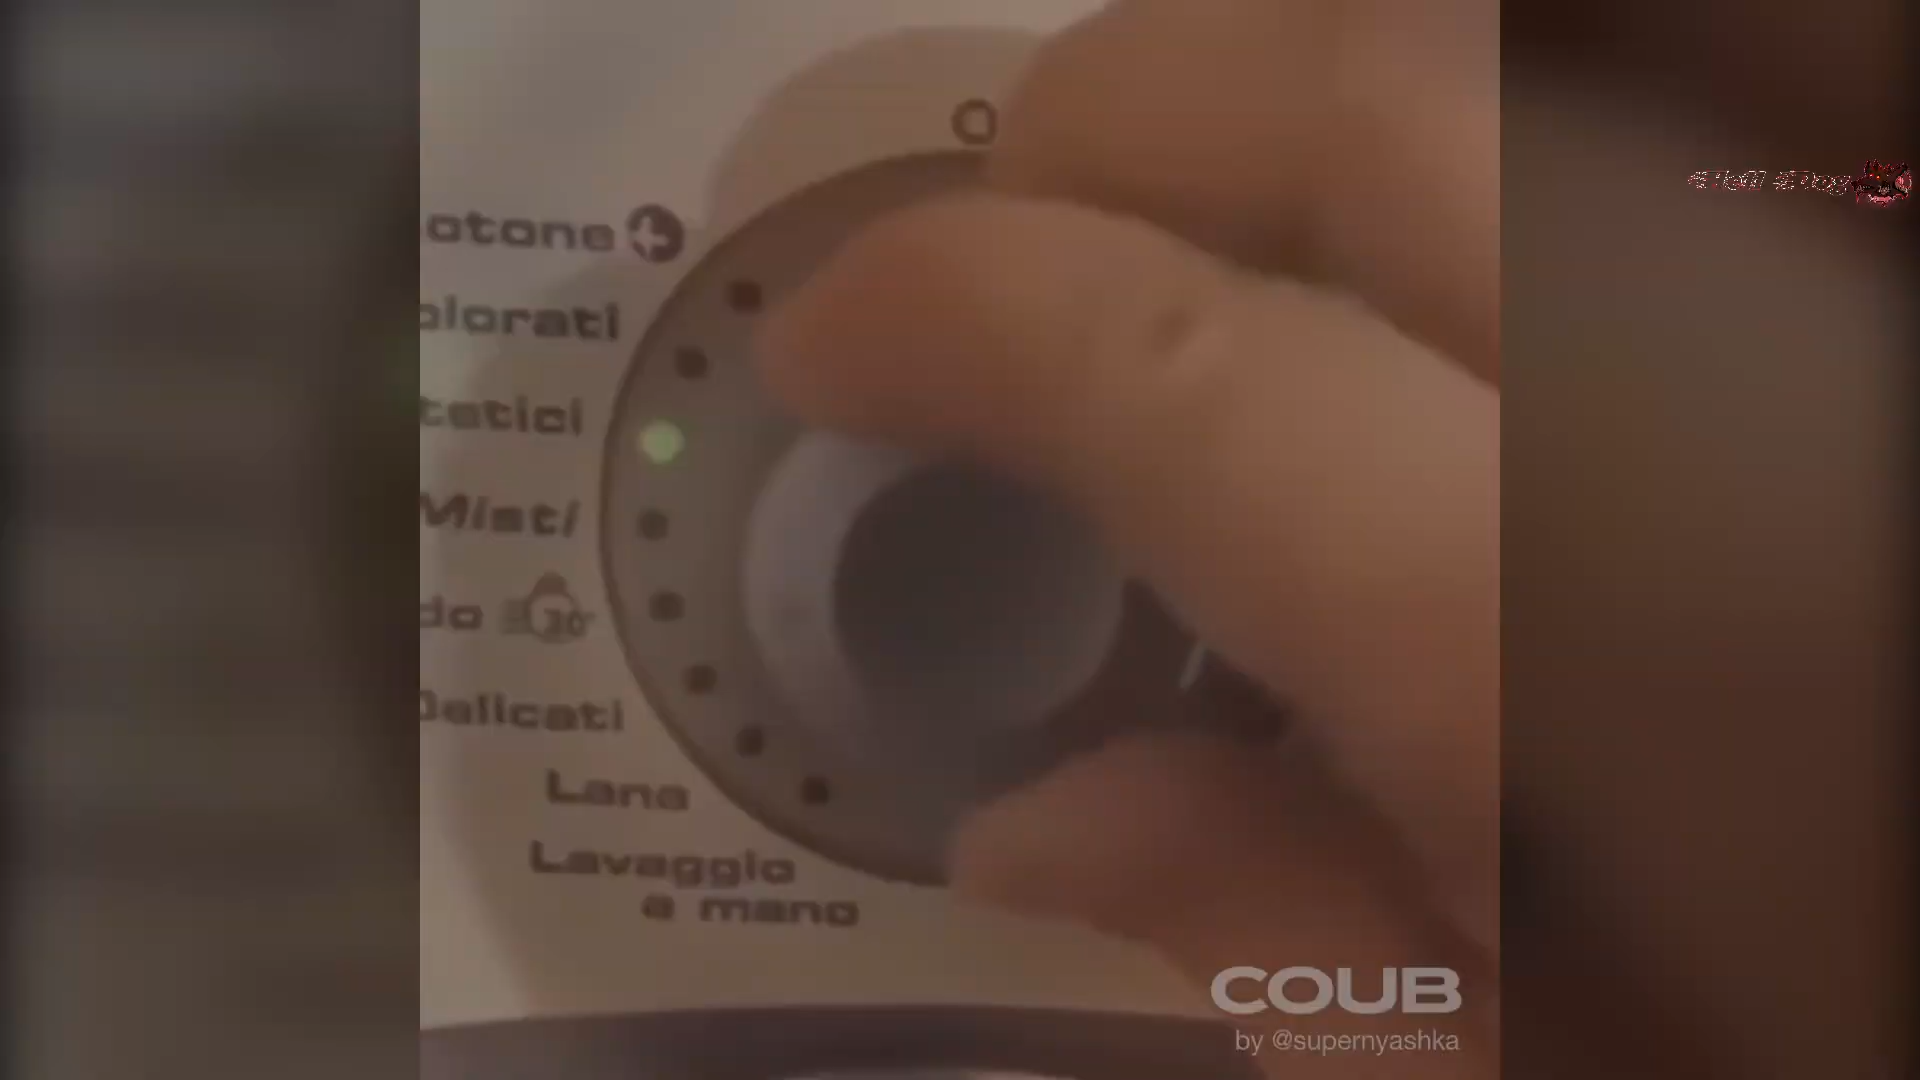 O
otone
olorati
tetici
Misti
do 30°
Delicati
Lana
Lavaggio
a mano
COUB
by @supernyashka